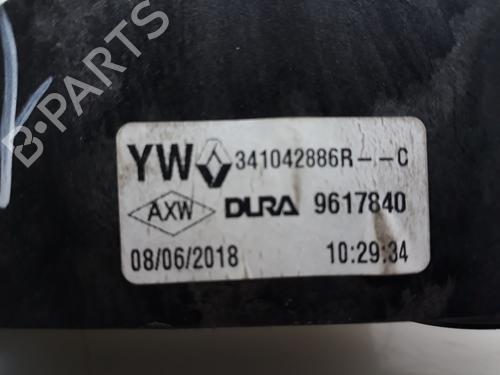 B-PARTS
YW 341042886R--C
AXW DURA 9617840
08/06/2018 10:29:34